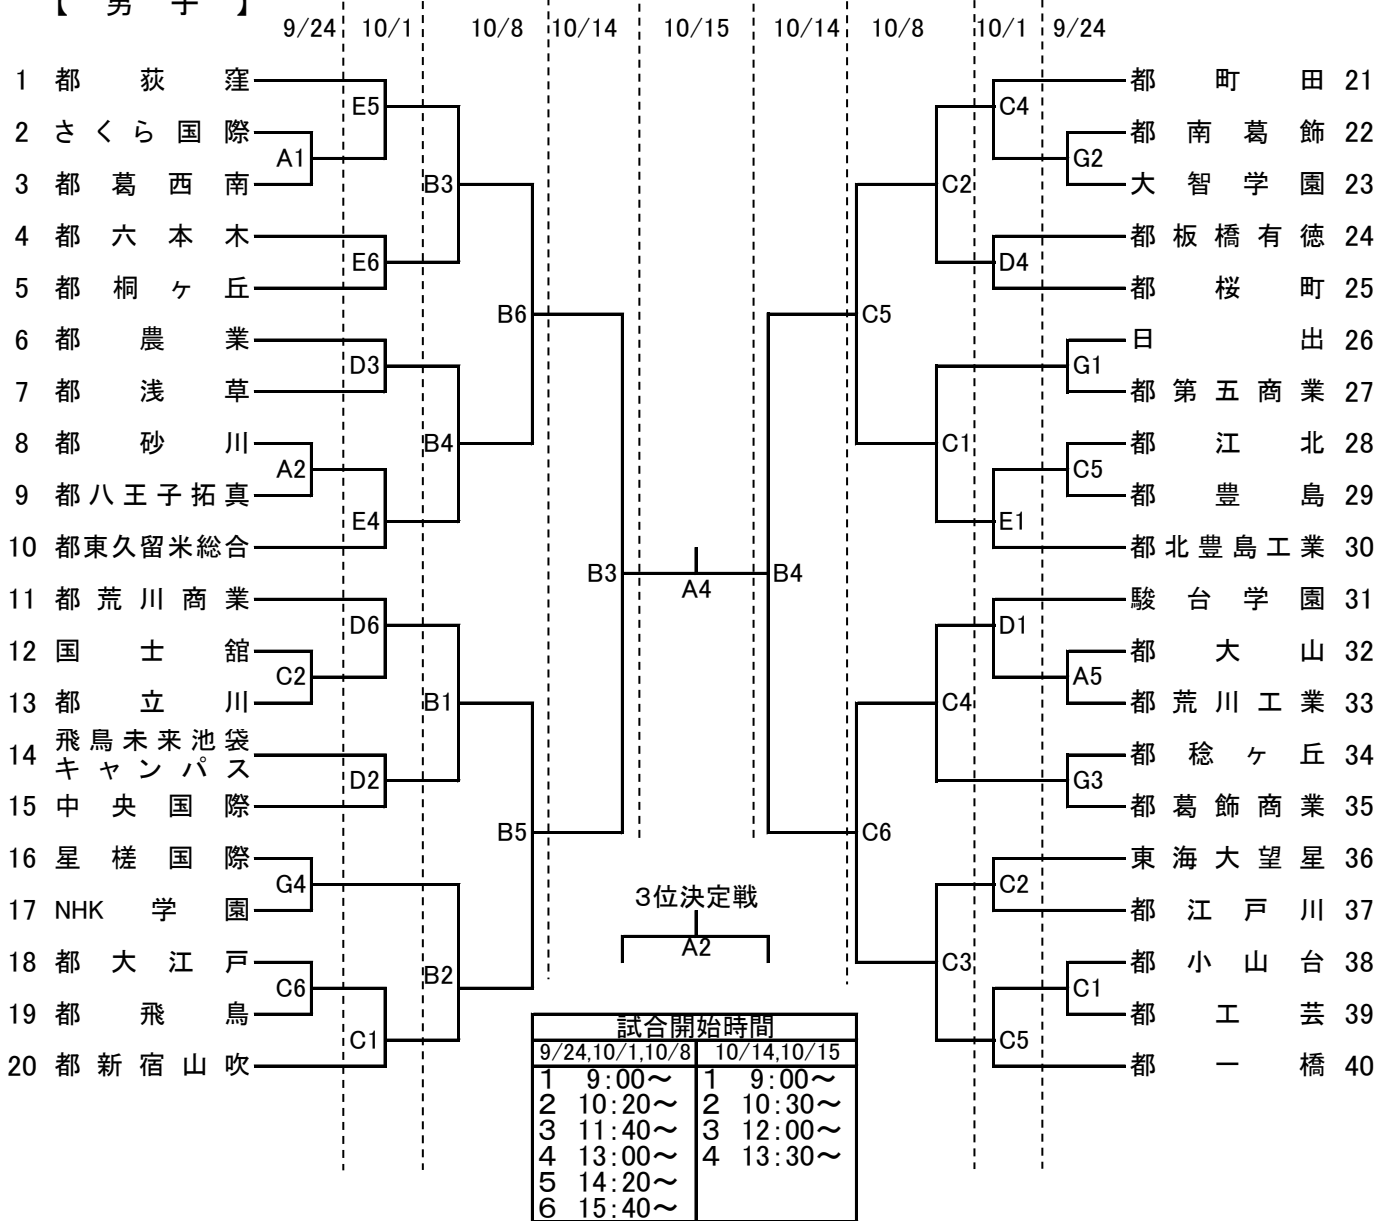 【 男 子 】
9/24 10/1 10/8 10/14 10/15 10/14 10/8 10/1 9/24
1 都荻窪 都町田 21
E5 C4
2 さくら国際 都南葛飾 22
A1 G2
3 都葛西南 B3 C2 大智学園 23
4 都六本木 都板橋有徳 24
E6 D4
5 都桐ヶ丘 都桜町 25
B6 C5
6 都農業 日出 26
D3 G1
7 都浅草 都第五商業 27
8 都砂川 B4 C1 都江北 28
A2 C5
9 都八王子拓真 都豊島 29
E4 E1
10 都東久留米総合 都北豊島工業 30
B3 A4 B4
11 都荒川商業 駿台学園 31
D6 D1
12 国士舘 都大山 32
C2 A5
13 都立川 B1 C4 都荒川工業 33
14 飛鳥未来池袋
キャンパス 都稔ヶ丘 34
D2 G3
15 中央国際 都葛飾商業 35
B5 C6
16 星槎国際 東海大望星 36
G4 3位決定戦 C2
17 NHK学園 都江戸川 37
A2
18 都大江戸 B2 C3 都小山台 38
C6 C1
19 都飛鳥 都工芸 39
C1 C5
20 都新宿山吹 都一橋 40
試合開始時間
9/24,10/1,10/8 10/14,10/15
1 9:00～ 1 9:00～
2 10:20～ 2 10:30～
3 11:40～ 3 12:00～
4 13:00～ 4 13:30～
5 14:20～
6 15:40～